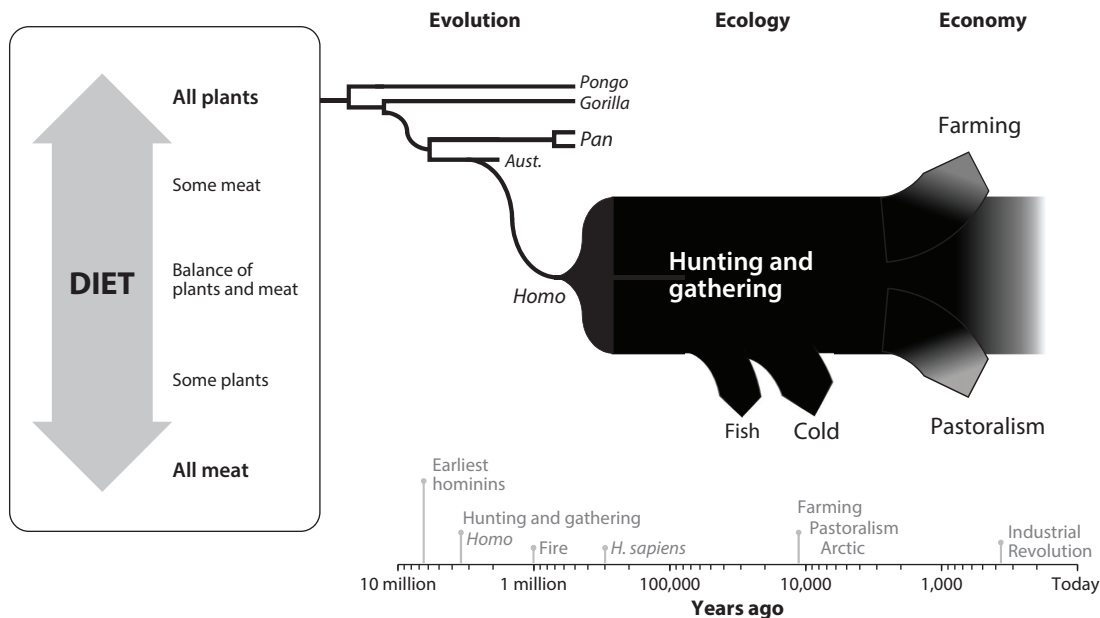 Evolution
Ecology
Economy
DIET
All plants
Some meat
Balance of
plants and meat
Some plants
All meat
Pongo
Gorilla
Pan
Aust.
Homo
Hunting and
gathering
Farming
Fish
Cold
Pastoralism
Earliest
hominins
Hunting and gathering
Homo
Fire
H. sapiens
Farming
Pastoralism
Arctic
Industrial
Revolution
10 million
1 million
100,000
10,000
1,000
Today
Years ago